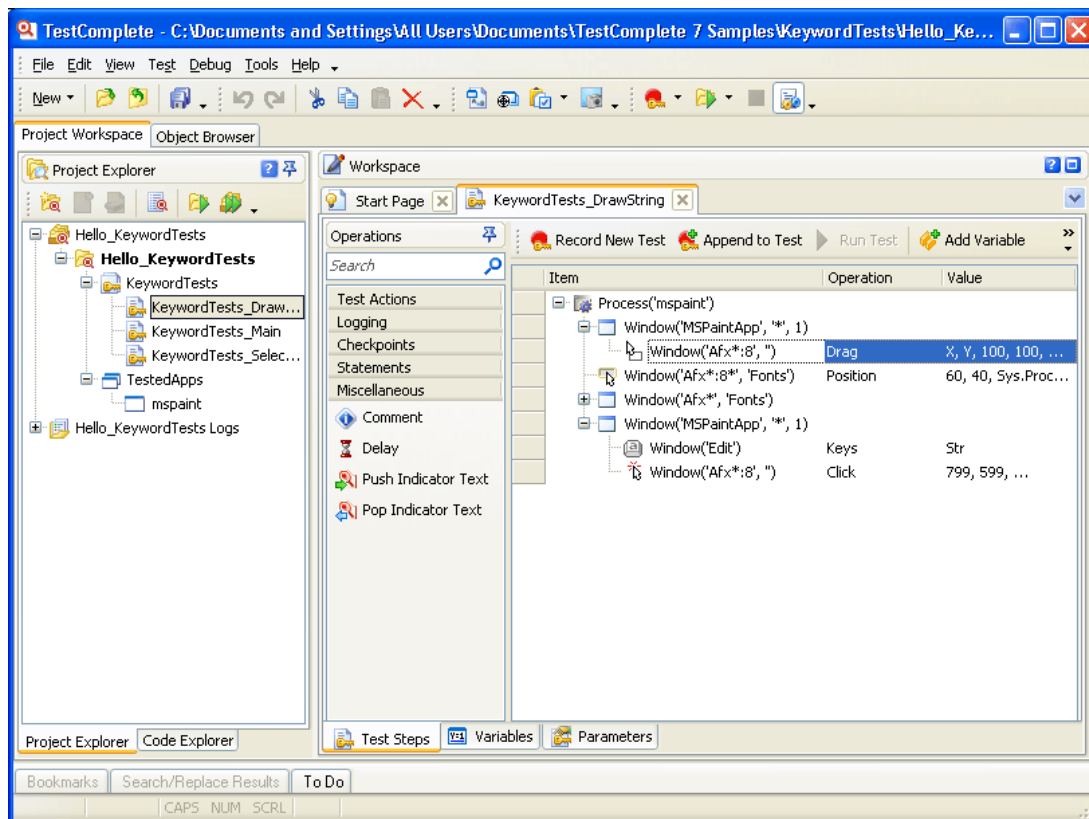 TestComplete - C:\Documents and Settings\All Users\Documents\TestComplete 7 Samples\KeywordTests\Hello_Ke...
File Edit View Test Debug Tools Help
New
Project Workspace Object Browser
Project Explorer
Hello_KeywordTests
Hello_KeywordTests
KeywordTests
KeywordTests_Draw...
KeywordTests_Main
KeywordTests_Selec...
TestedApps
mspaint
Hello_KeywordTests Logs
Project Explorer Code Explorer
Workspace
Start Page KeywordTests_DrawString
Operations
Search
Test Actions
Logging
Checkpoints
Statements
Miscellaneous
Comment
Delay
Push Indicator Text
Pop Indicator Text
Record New Test Append to Test Run Test Add Variable »
Item Operation Value
Process('mspaint')
Window('MSPaintApp', '*', 1)
Window('Afx*:8', '') Drag X, Y, 100, 100, ...
Window('Afx*:8*', 'Fonts') Position 60, 40, Sys.Proc...
Window('Afx*', 'Fonts')
Window('MSPaintApp', '*', 1)
Window('Edit') Keys Str
Window('Afx*:8', '') Click 799, 599, ...
Test Steps Variables Parameters
Bookmarks Search/Replace Results To Do
CAPS NUM SCRL